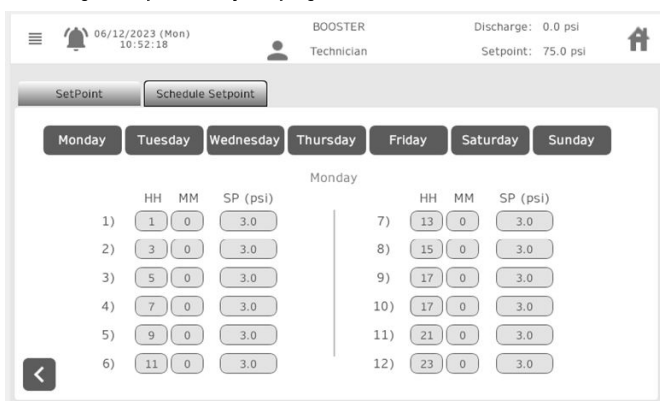 06/12/2023 (Mon)
10:52:18
BOOSTER
Technician
Discharge: 0.0 psi
Setpoint: 75.0 psi
SetPoint
Schedule Setpoint
Monday
Tuesday
Wednesday
Thursday
Friday
Saturday
Sunday
Monday
HH MM SP (psi)
1) 1 0 3.0
2) 3 0 3.0
3) 5 0 3.0
4) 7 0 3.0
5) 9 0 3.0
6) 11 0 3.0
HH MM SP (psi)
7) 13 0 3.0
8) 15 0 3.0
9) 17 0 3.0
10) 17 0 3.0
11) 21 0 3.0
12) 23 0 3.0